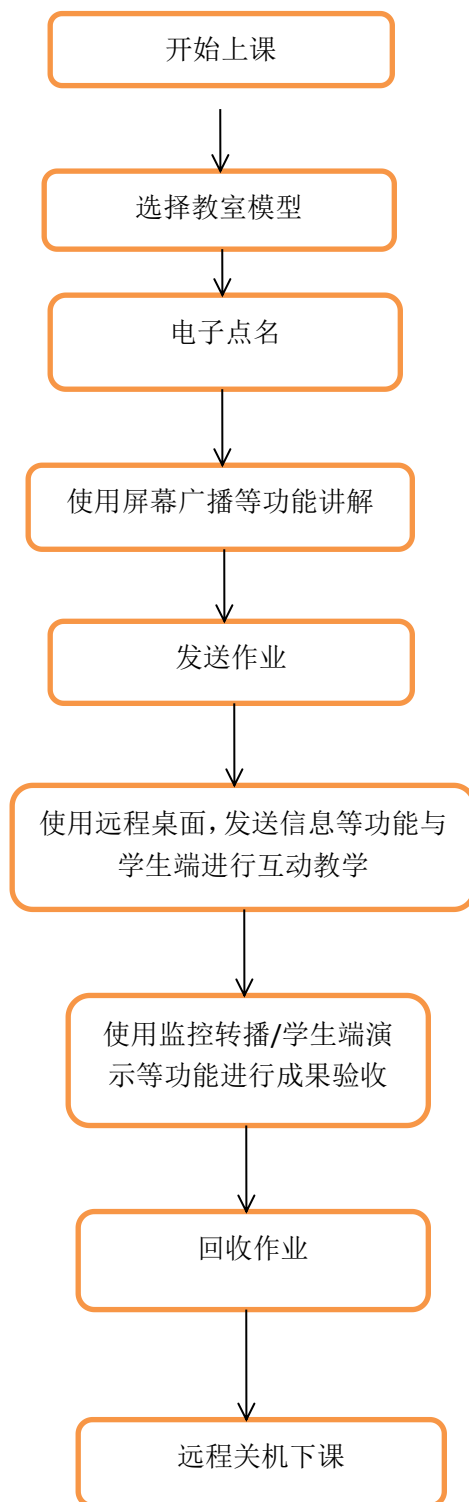 开始上课
选择教室模型
电子点名
使用屏幕广播等功能讲解
发送作业
使用远程桌面,发送信息等功能与
学生端进行互动教学
使用监控转播/学生端演
示等功能进行成果验收
回收作业
远程关机下课